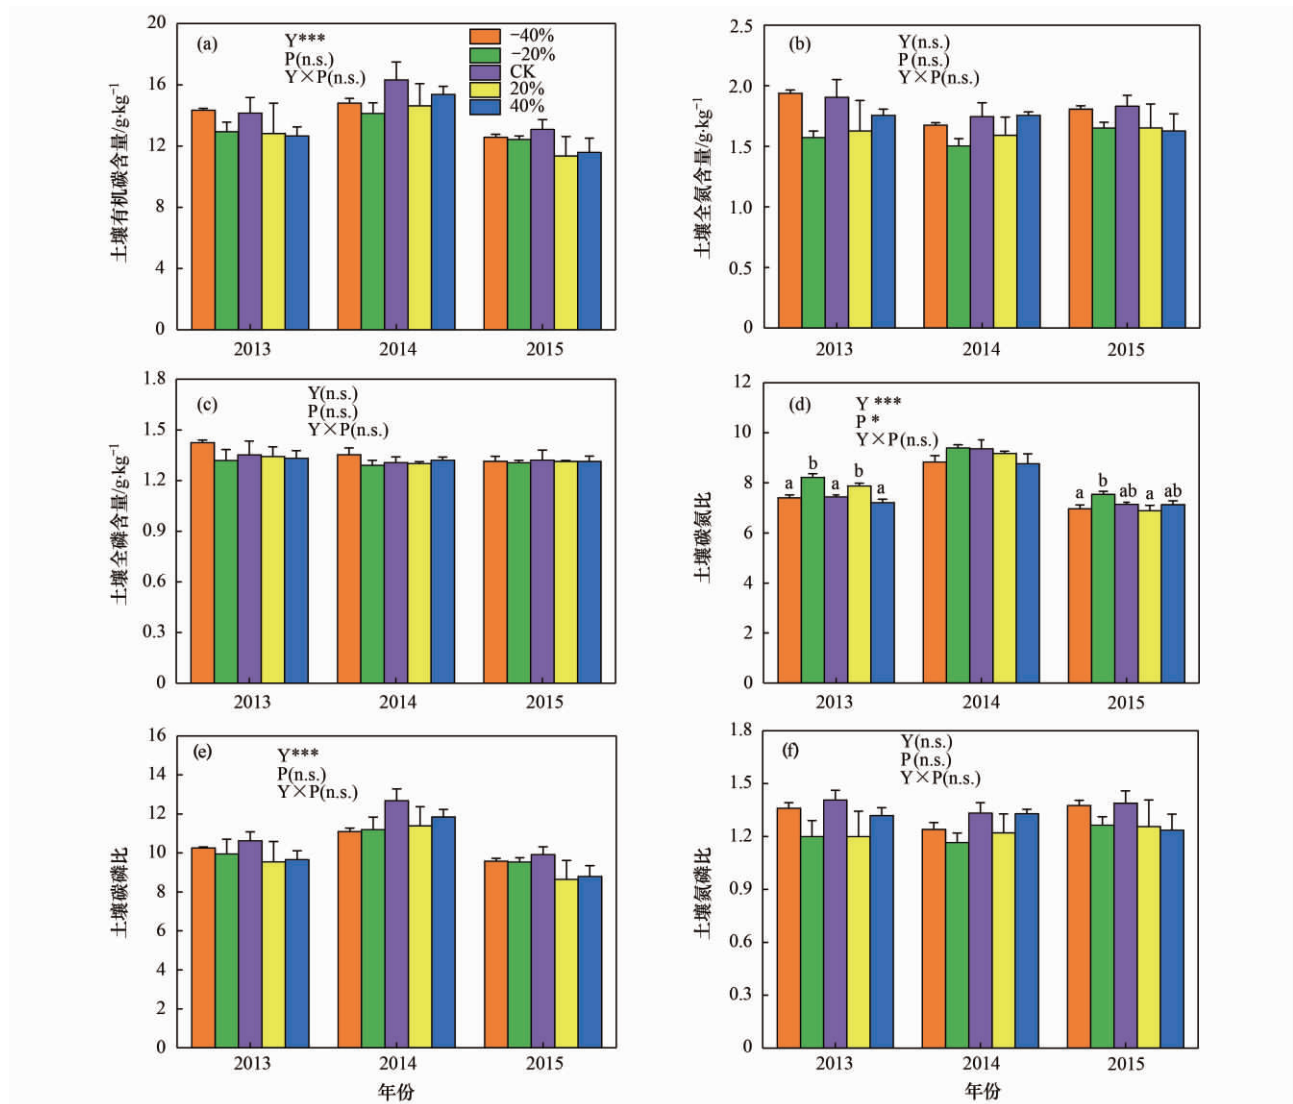 (a)
Y***
P(n.s.)
Y×P(n.s.)
−40%
−20%
CK
20%
40%
土壤有机碳含量/g·kg⁻¹
20
16
12
8
4
0
2013 2014 2015
(b)
Y(n.s.)
P(n.s.)
Y×P(n.s.)
土壤全氮含量/g·kg⁻¹
2.5
2.0
1.5
1.0
0.5
0
2013 2014 2015
(c)
Y(n.s.)
P(n.s.)
Y×P(n.s.)
土壤全磷含量/g·kg⁻¹
1.8
1.5
1.2
0.9
0.6
0.3
0
2013 2014 2015
(d)
Y ***
P *
Y×P(n.s.)
土壤碳氮比
12
10
8
6
4
2
0
a b a b a
a b ab a ab
2013 2014 2015
(e)
Y***
P(n.s.)
Y×P(n.s.)
土壤碳磷比
16
14
12
10
8
6
4
2
0
2013 2014 2015
年份
(f)
Y(n.s.)
P(n.s.)
Y×P(n.s.)
土壤氮磷比
1.8
1.5
1.2
0.9
0.6
0.3
0
2013 2014 2015
年份